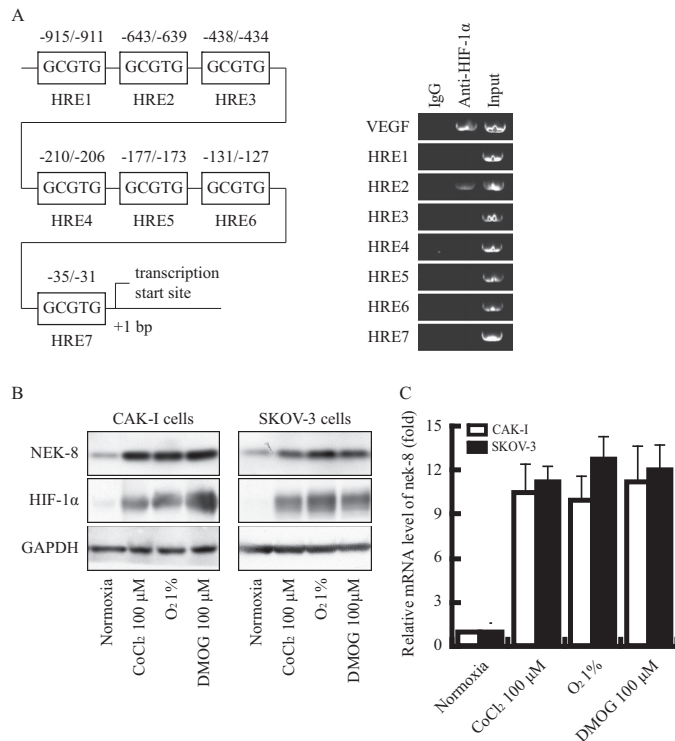 A
-915/-911 -643/-639 -438/-434
GCGTG GCGTG GCGTG
HRE1 HRE2 HRE3
-210/-206 -177/-173 -131/-127
GCGTG GCGTG GCGTG
HRE4 HRE5 HRE6
-35/-31
transcription
start site
GCGTG
+1 bp
HRE7
IgG
Anti-HIF-1α
Input
VEGF
HRE1
HRE2
HRE3
HRE4
HRE5
HRE6
HRE7
B
CAK-I cells SKOV-3 cells
NEK-8
HIF-1α
GAPDH
Normoxia
CoCl₂ 100 μM
O₂ 1%
DMOG 100 μM
Normoxia
CoCl₂ 100 μM
O₂ 1%
DMOG 100μM
C
Relative mRNA level of nek-8 (fold)
CAK-I
SKOV-3
15
12
9
6
3
0
Normoxia
CoCl₂ 100 μM
O₂ 1%
DMOG 100 μM